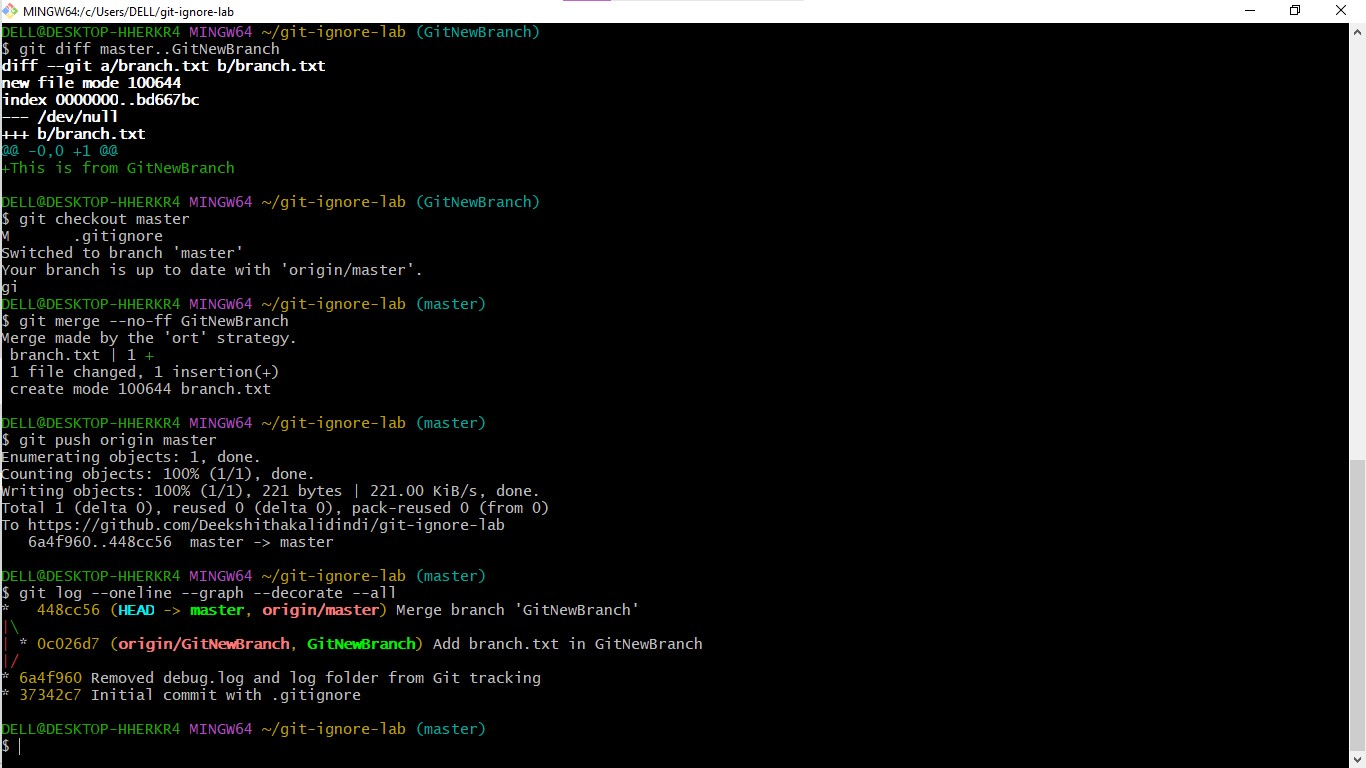 MINGW64:/c/Users/DELL/git-ignore-lab
DELL@DESKTOP-HHERKR4 MINGW64 ~/git-ignore-lab (GitNewBranch)
$ git diff master..GitNewBranch
diff --git a/branch.txt b/branch.txt
new file mode 100644
index 0000000..bd667bc
--- /dev/null
+++ b/branch.txt
@@ -0,0 +1 @@
+This is from GitNewBranch
DELL@DESKTOP-HHERKR4 MINGW64 ~/git-ignore-lab (GitNewBranch)
$ git checkout master
M       .gitignore
Switched to branch 'master'
Your branch is up to date with 'origin/master'.
gi
DELL@DESKTOP-HHERKR4 MINGW64 ~/git-ignore-lab (master)
$ git merge --no-ff GitNewBranch
Merge made by the 'ort' strategy.
 branch.txt | 1 +
 1 file changed, 1 insertion(+)
 create mode 100644 branch.txt
DELL@DESKTOP-HHERKR4 MINGW64 ~/git-ignore-lab (master)
$ git push origin master
Enumerating objects: 1, done.
Counting objects: 100% (1/1), done.
Writing objects: 100% (1/1), 221 bytes | 221.00 KiB/s, done.
Total 1 (delta 0), reused 0 (delta 0), pack-reused 0 (from 0)
To https://github.com/Deekshithakalidindi/git-ignore-lab
   6a4f960..448cc56  master -> master
DELL@DESKTOP-HHERKR4 MINGW64 ~/git-ignore-lab (master)
$ git log --oneline --graph --decorate --all
*   448cc56 (HEAD -> master, origin/master) Merge branch 'GitNewBranch'
|\
| * 0c026d7 (origin/GitNewBranch, GitNewBranch) Add branch.txt in GitNewBranch
|/
* 6a4f960 Removed debug.log and log folder from Git tracking
* 37342c7 Initial commit with .gitignore
DELL@DESKTOP-HHERKR4 MINGW64 ~/git-ignore-lab (master)
$